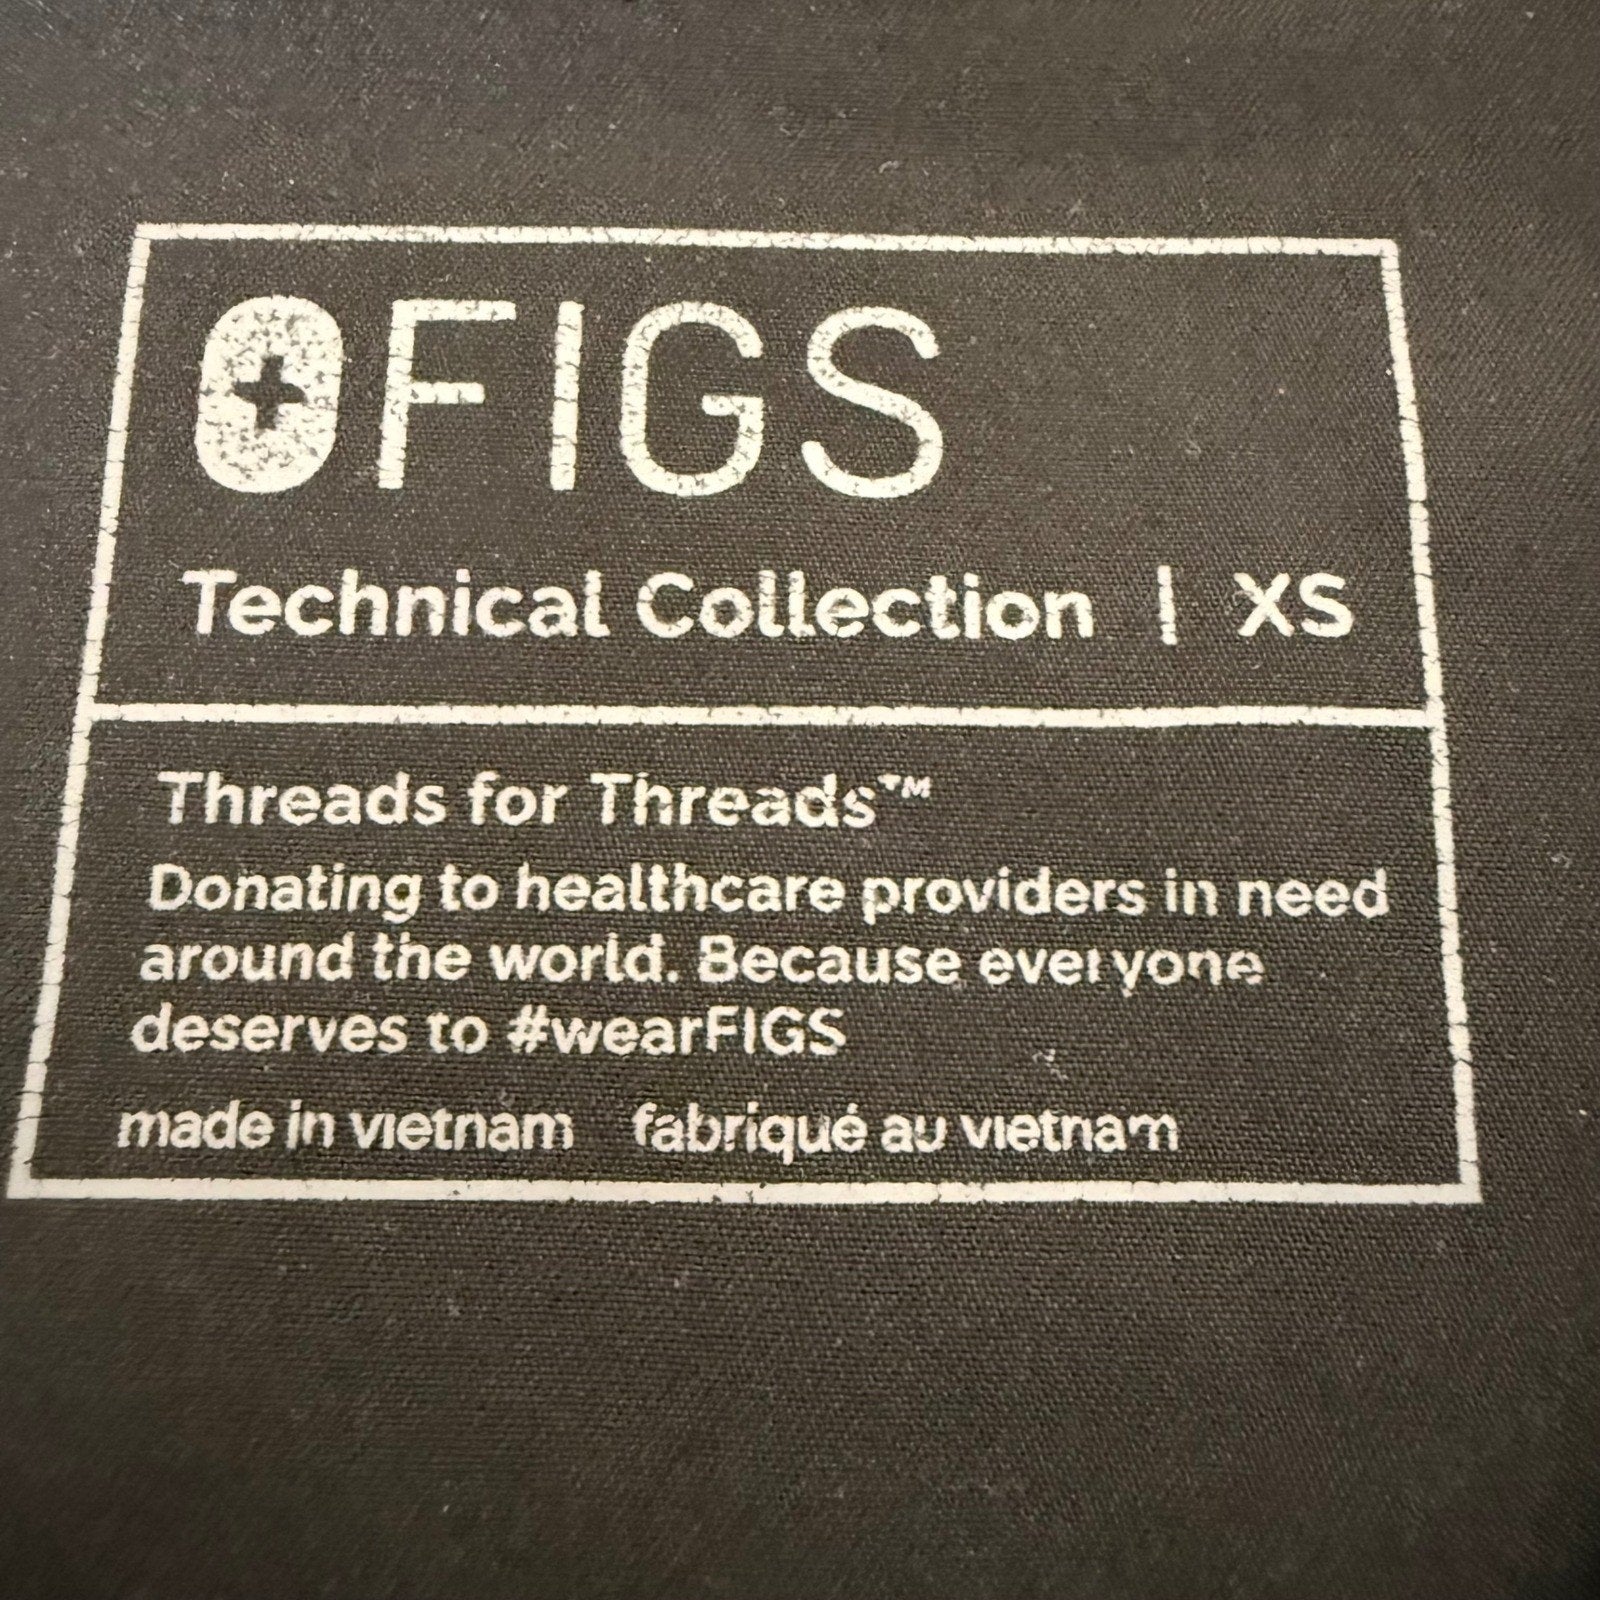 FIGS
Technical Collection | XS
Threads for Threads™
Donating to healthcare providers in need
around the world. Because everyone
deserves to #wearFIGS
made in vietnam fabriqué au vietnam